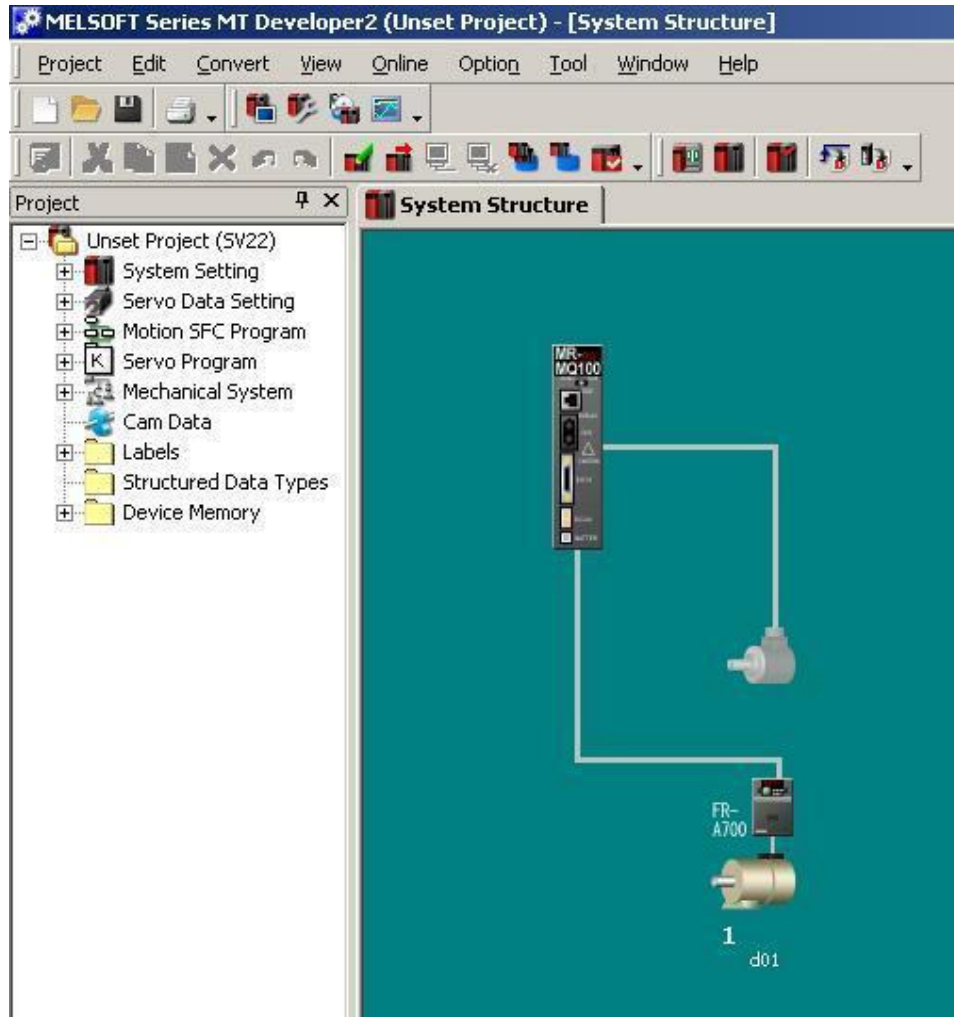 MELSOFT Series MT Developer2 (Unset Project) - [System Structure]
Project Edit Convert View Online Option Tool Window Help
Project
System Structure
Unset Project (SV22)
System Setting
Servo Data Setting
Motion SFC Program
K Servo Program
Mechanical System
Cam Data
Labels
Structured Data Types
Device Memory
MR-
MQ100
FR-
A700
1
d01